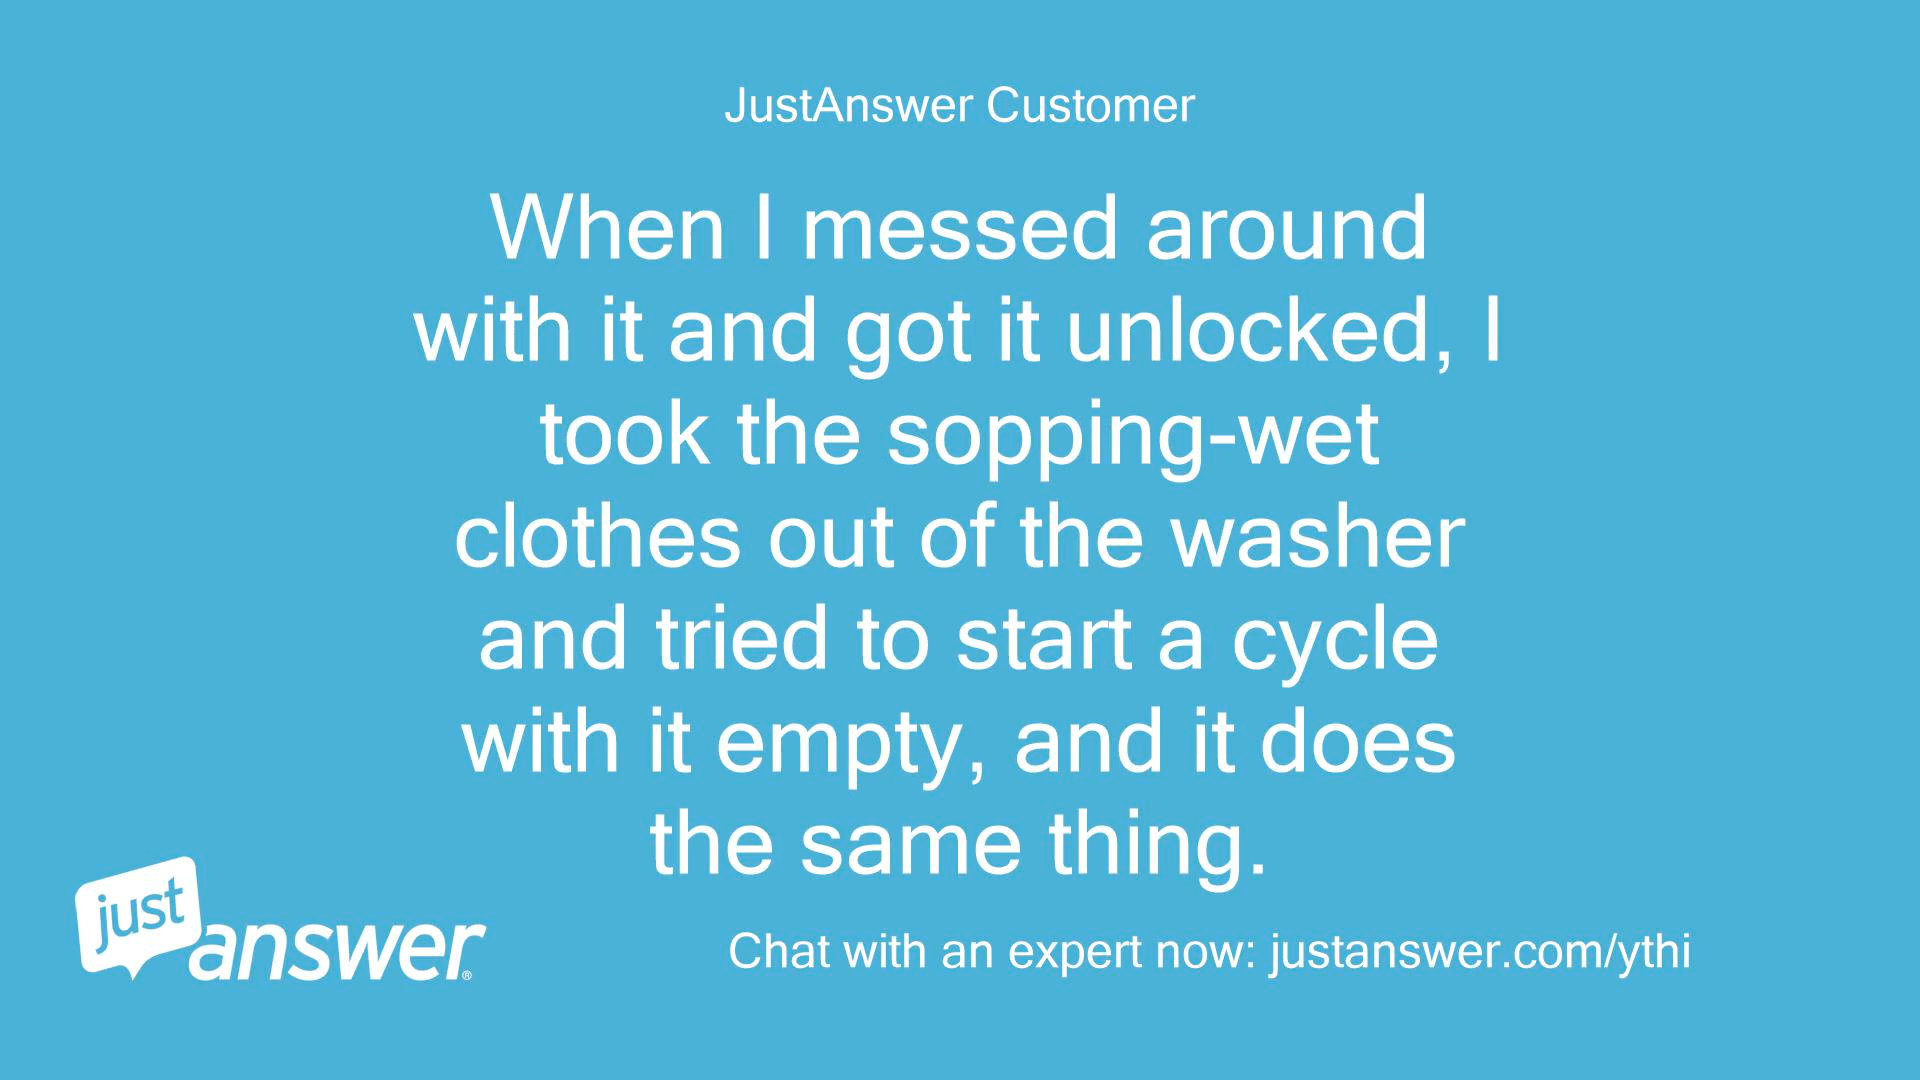 JustAnswer Customer
When I messed around
with it and got it unlocked, I
took the sopping-wet
clothes out of the washer
and tried to start a cycle
with it empty, and it does
the same thing.
just
answer®
Chat with an expert now: justanswer.com/ythi